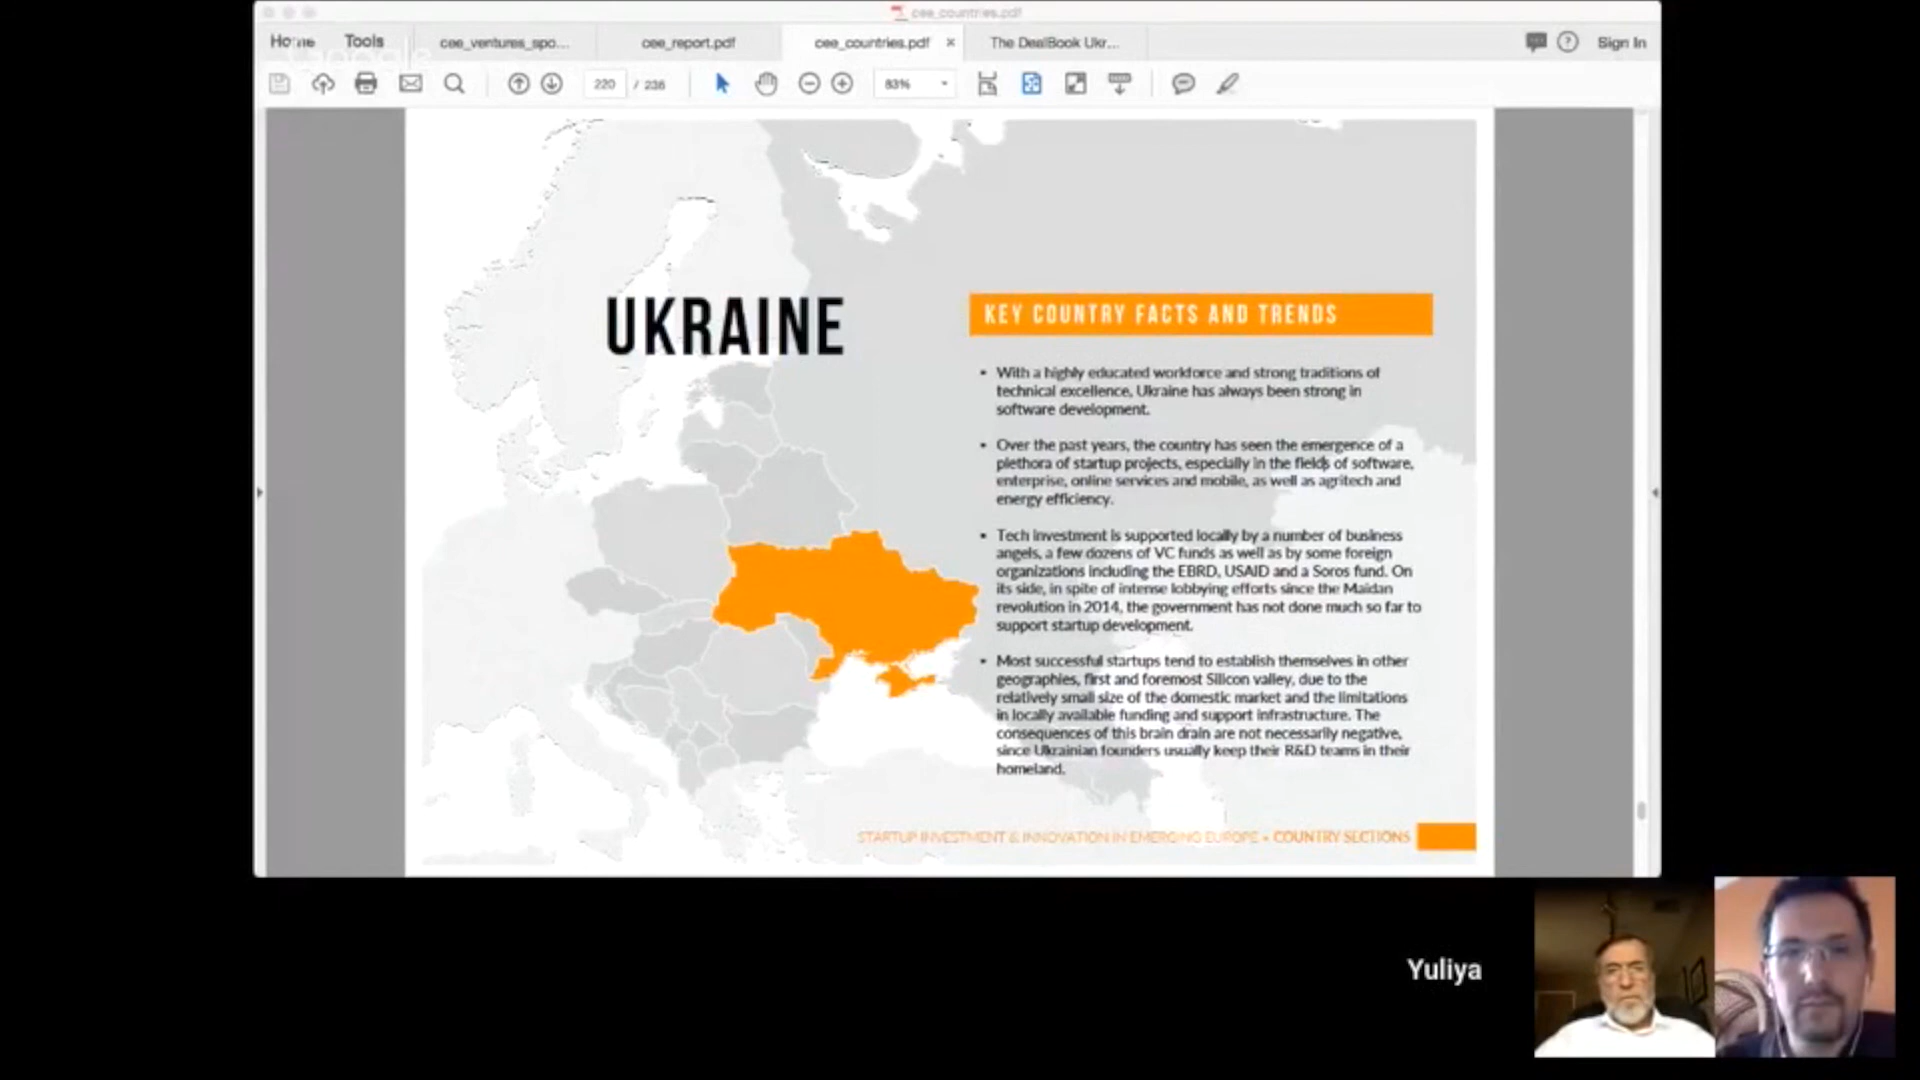 cee_countries.pdf
Home Tools cee_ventures_spo... cee_report.pdf cee_countries.pdf × The DealBook Ukr... Sign In
220 / 236 83%
UKRAINE
KEY COUNTRY FACTS AND TRENDS
• With a highly educated workforce and strong traditions of
technical excellence, Ukraine has always been strong in
software development.
• Over the past years, the country has seen the emergence of a
plethora of startup projects, especially in the fields of software,
enterprise, online services and mobile, as well as agritech and
energy efficiency.
• Tech investment is supported locally by a number of business
angels, a few dozens of VC funds as well as by some foreign
organizations including the EBRD, USAID and a Soros fund. On
its side, in spite of intense lobbying efforts since the Maidan
revolution in 2014, the government has not done much so far to
support startup development.
• Most successful startups tend to establish themselves in other
geographies, first and foremost Silicon valley, due to the
relatively small size of the domestic market and the limitations
in locally available funding and support infrastructure. The
consequences of this brain drain are not necessarily negative,
since Ukrainian founders usually keep their R&D teams in their
homeland.
STARTUP INVESTMENT & INNOVATION IN EMERGING EUROPE • COUNTRY SECTIONS
Yuliya